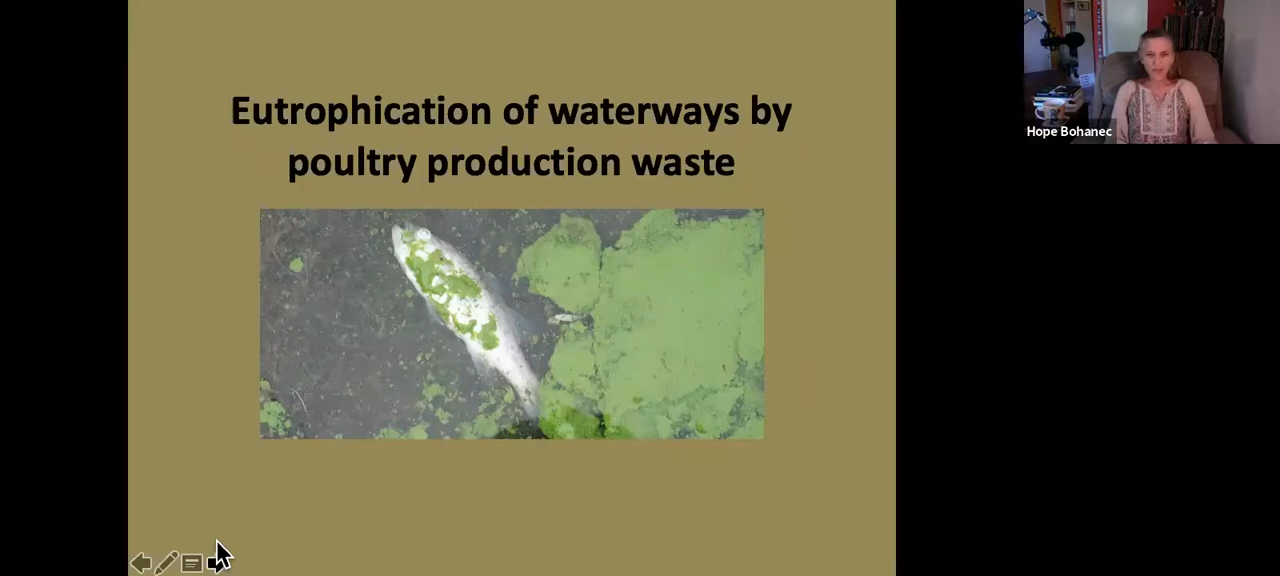 Eutrophication of waterways by
poultry production waste
Hope Bohanec